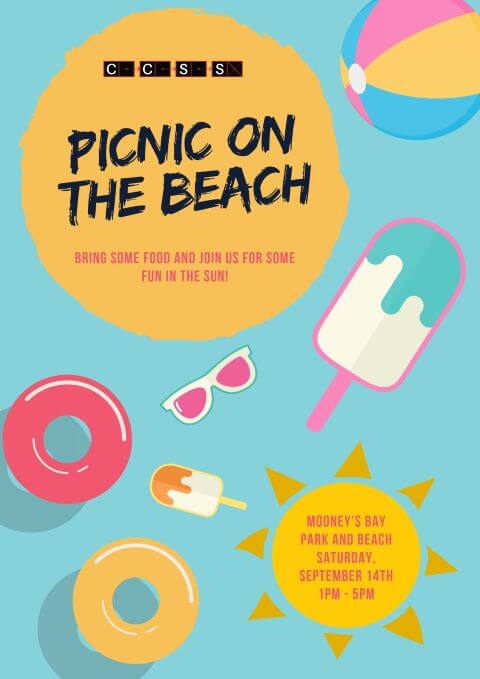 CCSS
PICNIC ON
THE BEACH
BRING SOME FOOD AND JOIN US FOR SOME
FUN IN THE SUN!
MOONEY'S BAY
PARK AND BEACH
SATURDAY,
SEPTEMBER 14TH
1PM - 5PM